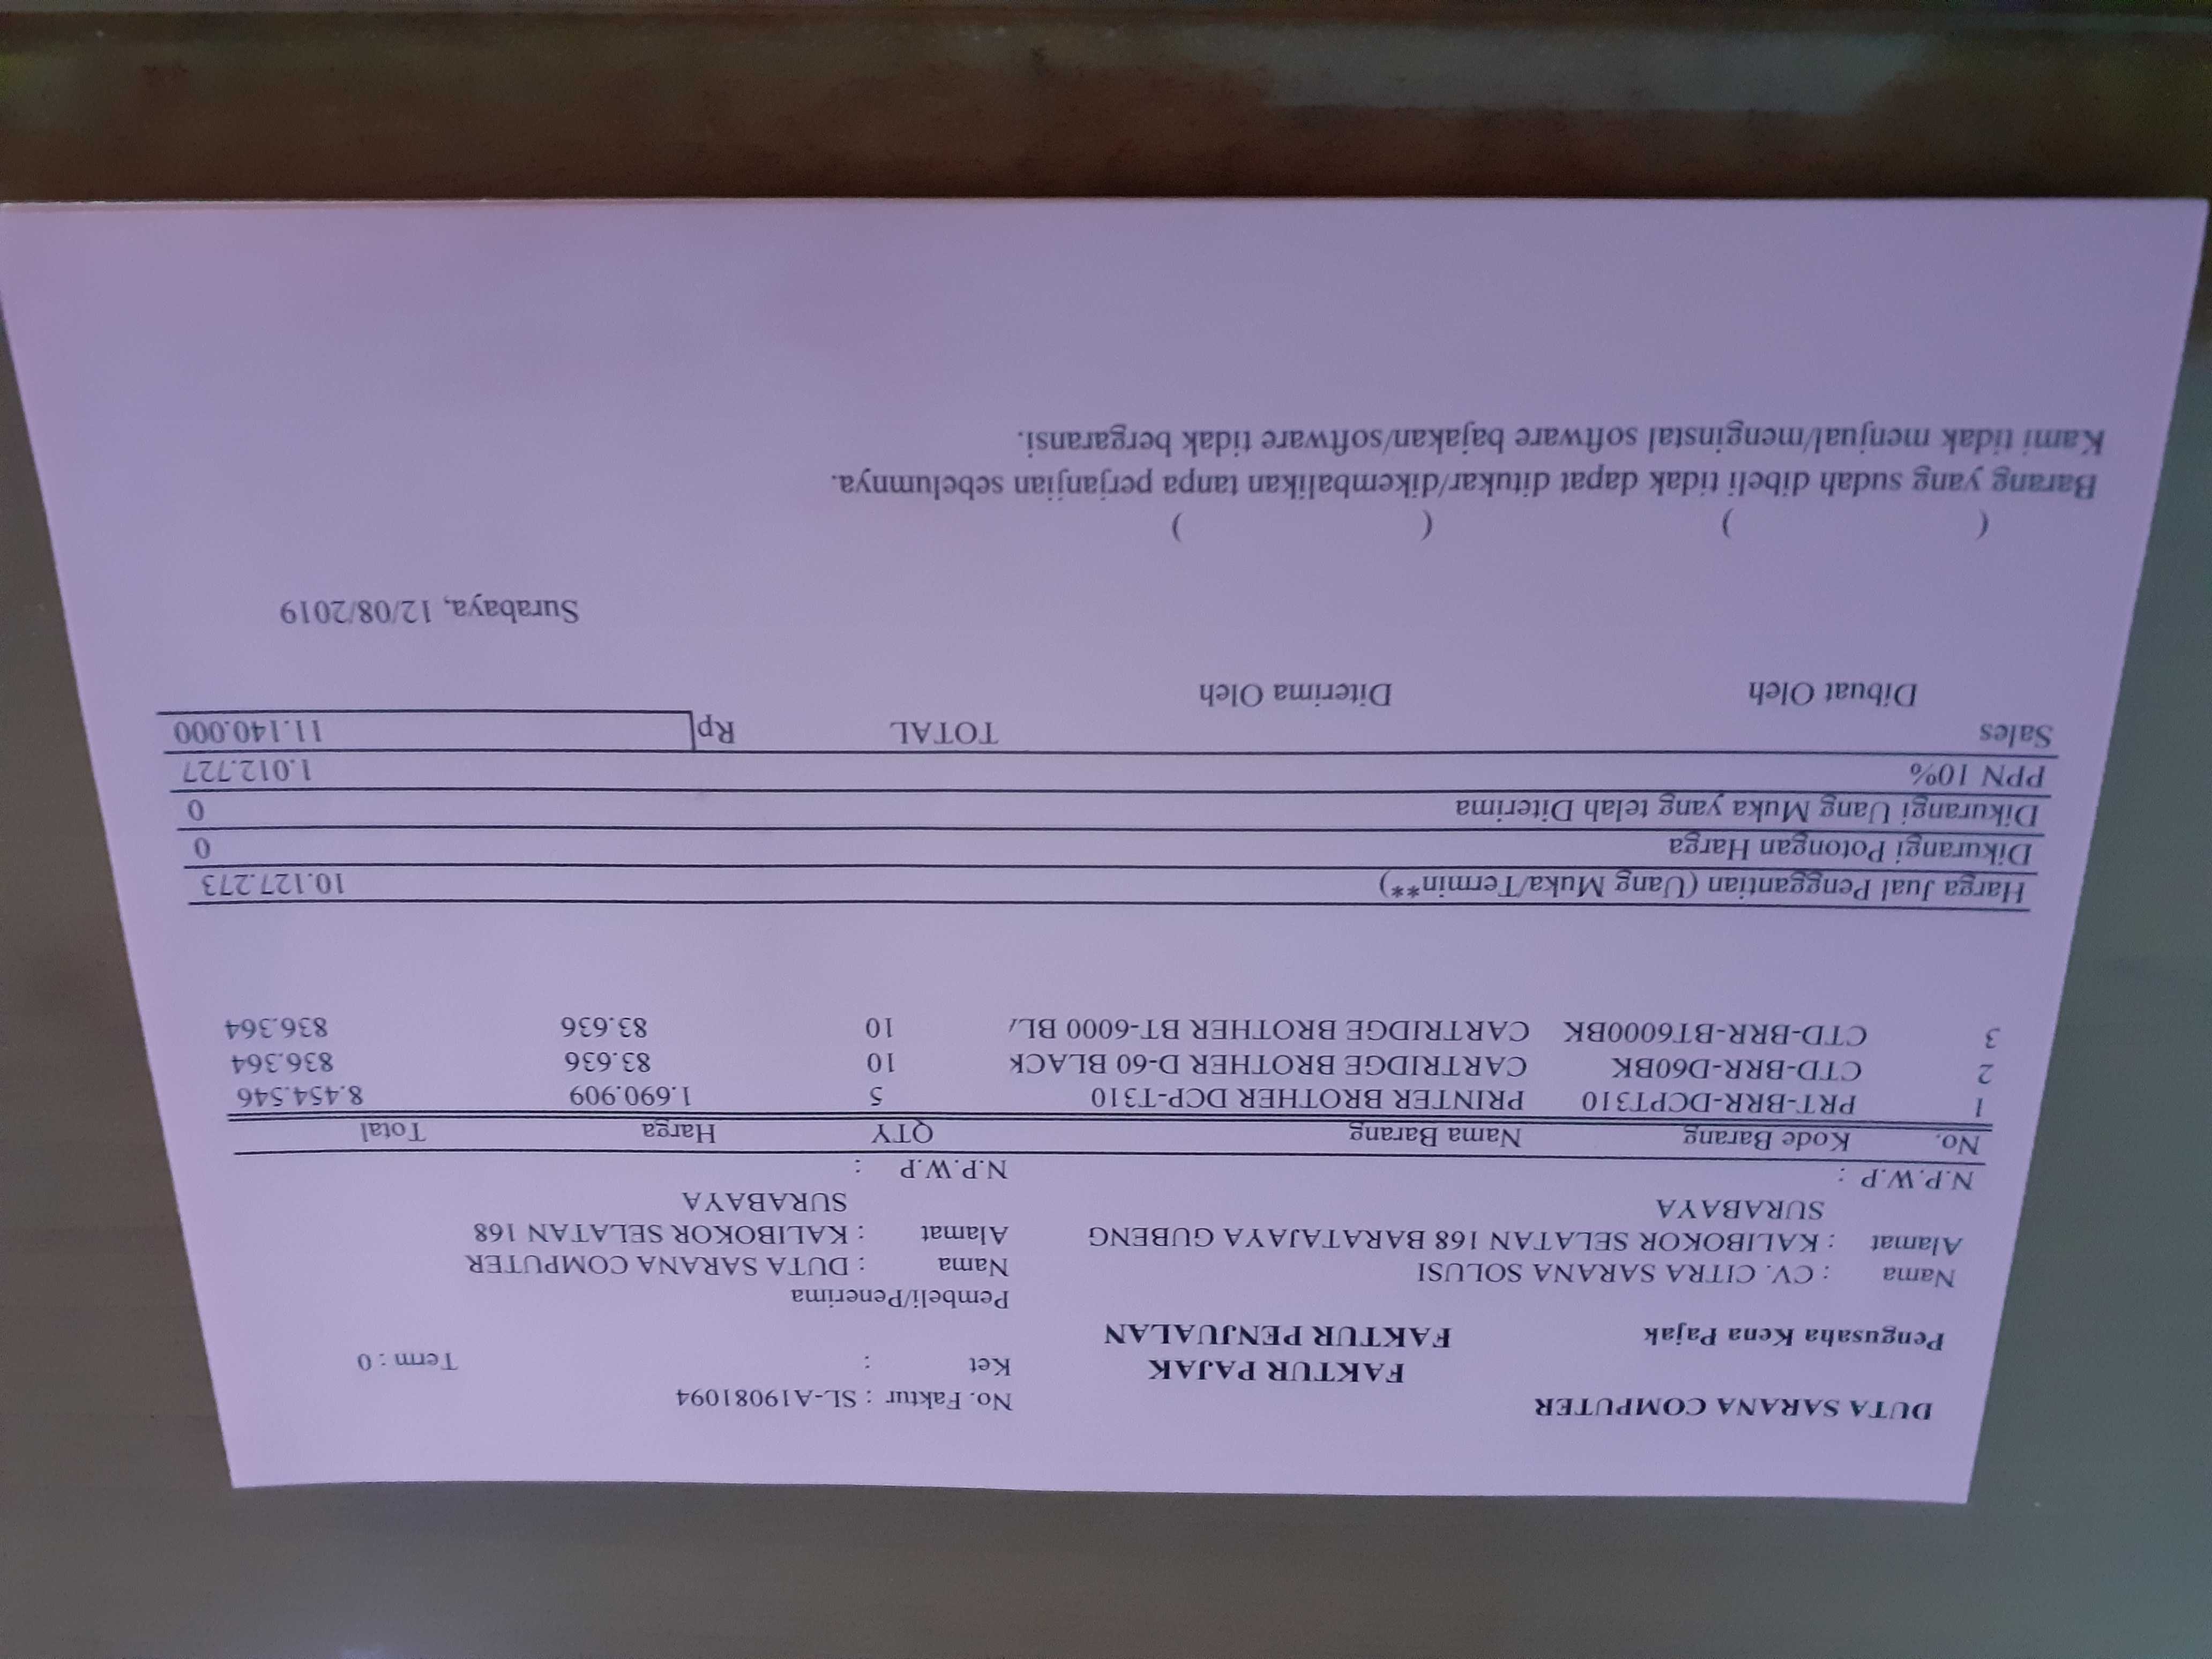 DUTA SARANA COMPUTER
No. Faktur : SL-A19081094
FAKTUR PAJAK
Ket : Term : 0
Pengusaha Kena Pajak FAKTUR PENJUALAN
Pembeli/Penerima
Nama : CV. CITRA SARANA SOLUSI Nama : DUTA SARANA COMPUTER
Alamat : KALIBOKOR SELATAN 168 BARATAJAYA GUBENG Alamat : KALIBOKOR SELATAN 168
SURABAYA SURABAYA
N.P.W.P : N.P.W.P :
No. Kode Barang Nama Barang QTY Harga Total
1 PRT-BRR-DCPT310 PRINTER BROTHER DCP-T310 5 1.690.909 8.454.546
2 CTD-BRR-D60BK CARTRIDGE BROTHER D-60 BLACK 10 83.636 836.364
3 CTD-BRR-BT6000BK CARTRIDGE BROTHER BT-6000 BL 10 83.636 836.364
Harga Jual Penggantian (Uang Muka/Termin**) 10.127.273
Dikurangi Potongan Harga 0
Dikurangi Uang Muka yang telah Diterima 0
PPN 10% 1.012.727
Sales TOTAL Rp 11.140.000
Dibuat Oleh Diterima Oleh
Surabaya, 12/08/2019
( ) ( )
Barang yang sudah dibeli tidak dapat ditukar/dikembalikan tanpa perjanjian sebelumnya.
Kami tidak menjual/menginstal software bajakan/software tidak bergaransi.